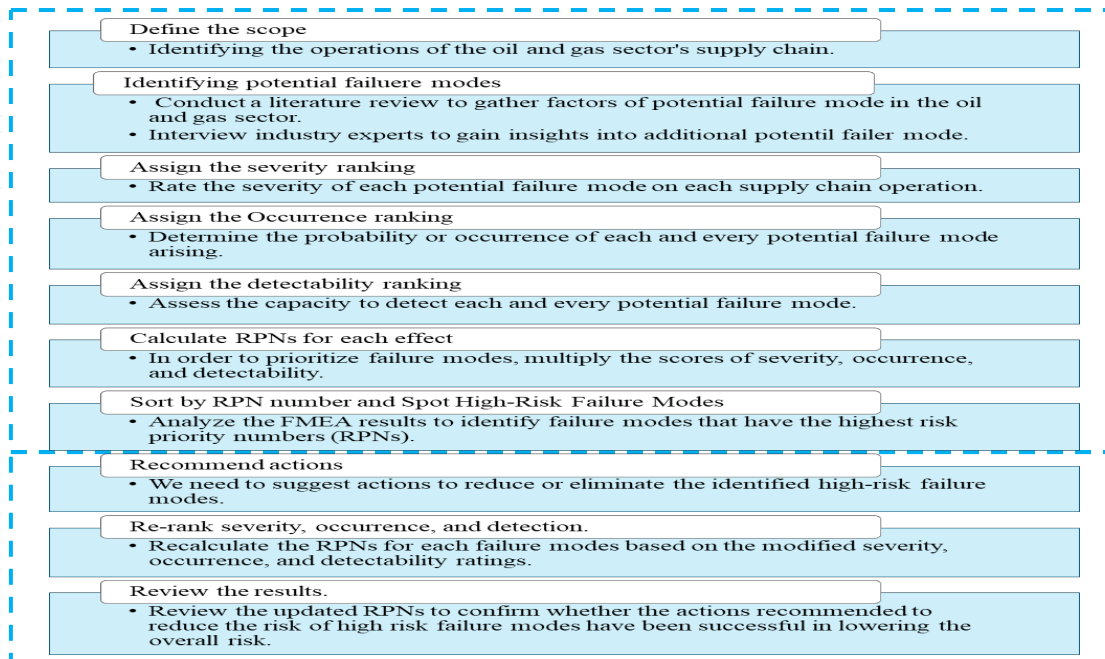 Define the scope
• Identifying the operations of the oil and gas sector's supply chain.
Identifying potential failuere modes
• Conduct a literature review to gather factors of potential failure mode in the oil
and gas sector.
• Interview industry experts to gain insights into additional potentil failer mode.
Assign the severity ranking
• Rate the severity of each potential failure mode on each supply chain operation.
Assign the Occurrence ranking
• Determine the probability or occurrence of each and every potential failure mode
arising.
Assign the detectability ranking
• Assess the capacity to detect each and every potential failure mode.
Calculate RPNs for each effect
• In order to prioritize failure modes, multiply the scores of severity, occurrence,
and detectability.
Sort by RPN number and Spot High-Risk Failure Modes
• Analyze the FMEA results to identify failure modes that have the highest risk
priority numbers (RPNs).
Recommend actions
• We need to suggest actions to reduce or eliminate the identified high-risk failure
modes.
Re-rank severity, occurrence, and detection.
• Recalculate the RPNs for each failure modes based on the modified severity,
occurrence, and detectability ratings.
Review the results.
• Review the updated RPNs to confirm whether the actions recommended to
reduce the risk of high risk failure modes have been successful in lowering the
overall risk.